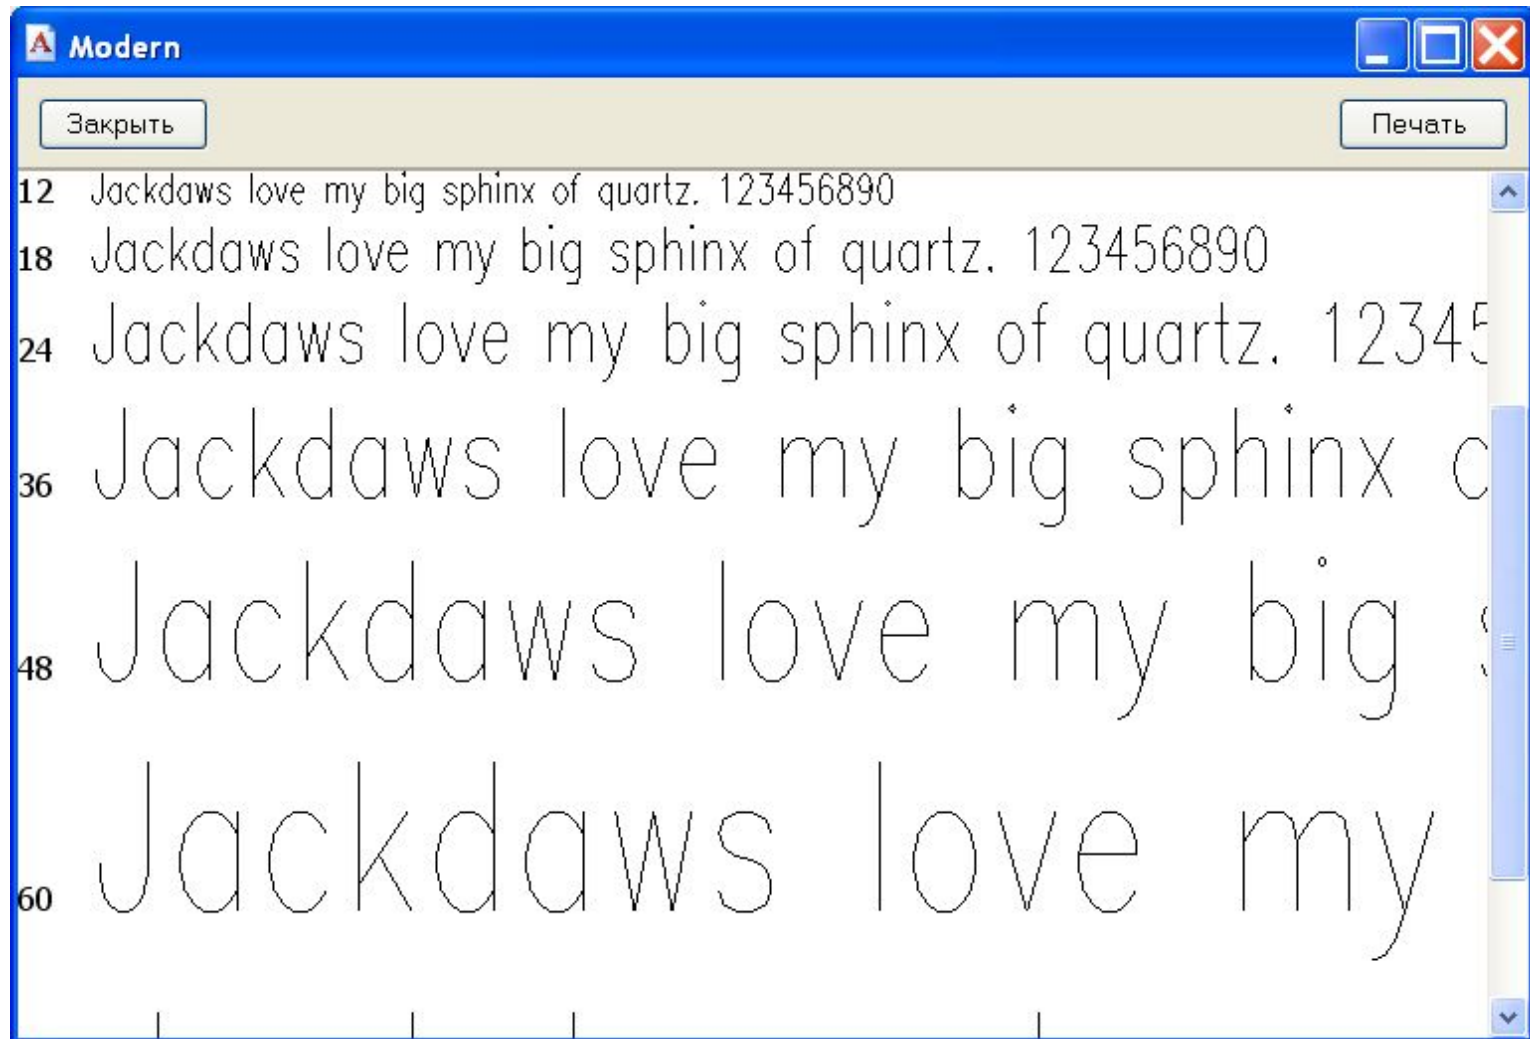 Modern
Закрыть Печать
12 Jackdaws love my big sphinx of quartz. 123456890
18 Jackdaws love my big sphinx of quartz. 123456890
24 Jackdaws love my big sphinx of quartz. 12345
36 Jackdaws love my big sphinx
48 Jackdaws love my big
60 Jackdaws love my